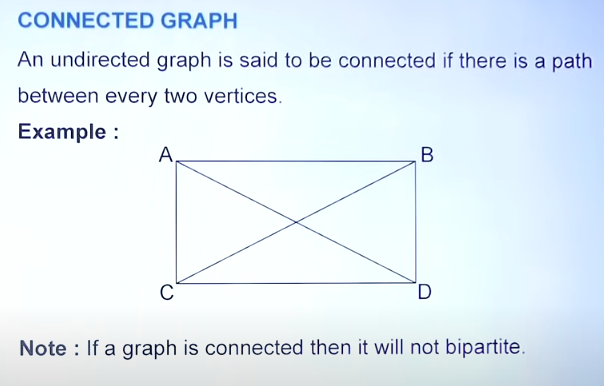 CONNECTED GRAPH
An undirected graph is said to be connected if there is a path
between every two vertices.
Example :
A
B
C
D
Note : If a graph is connected then it will not bipartite.